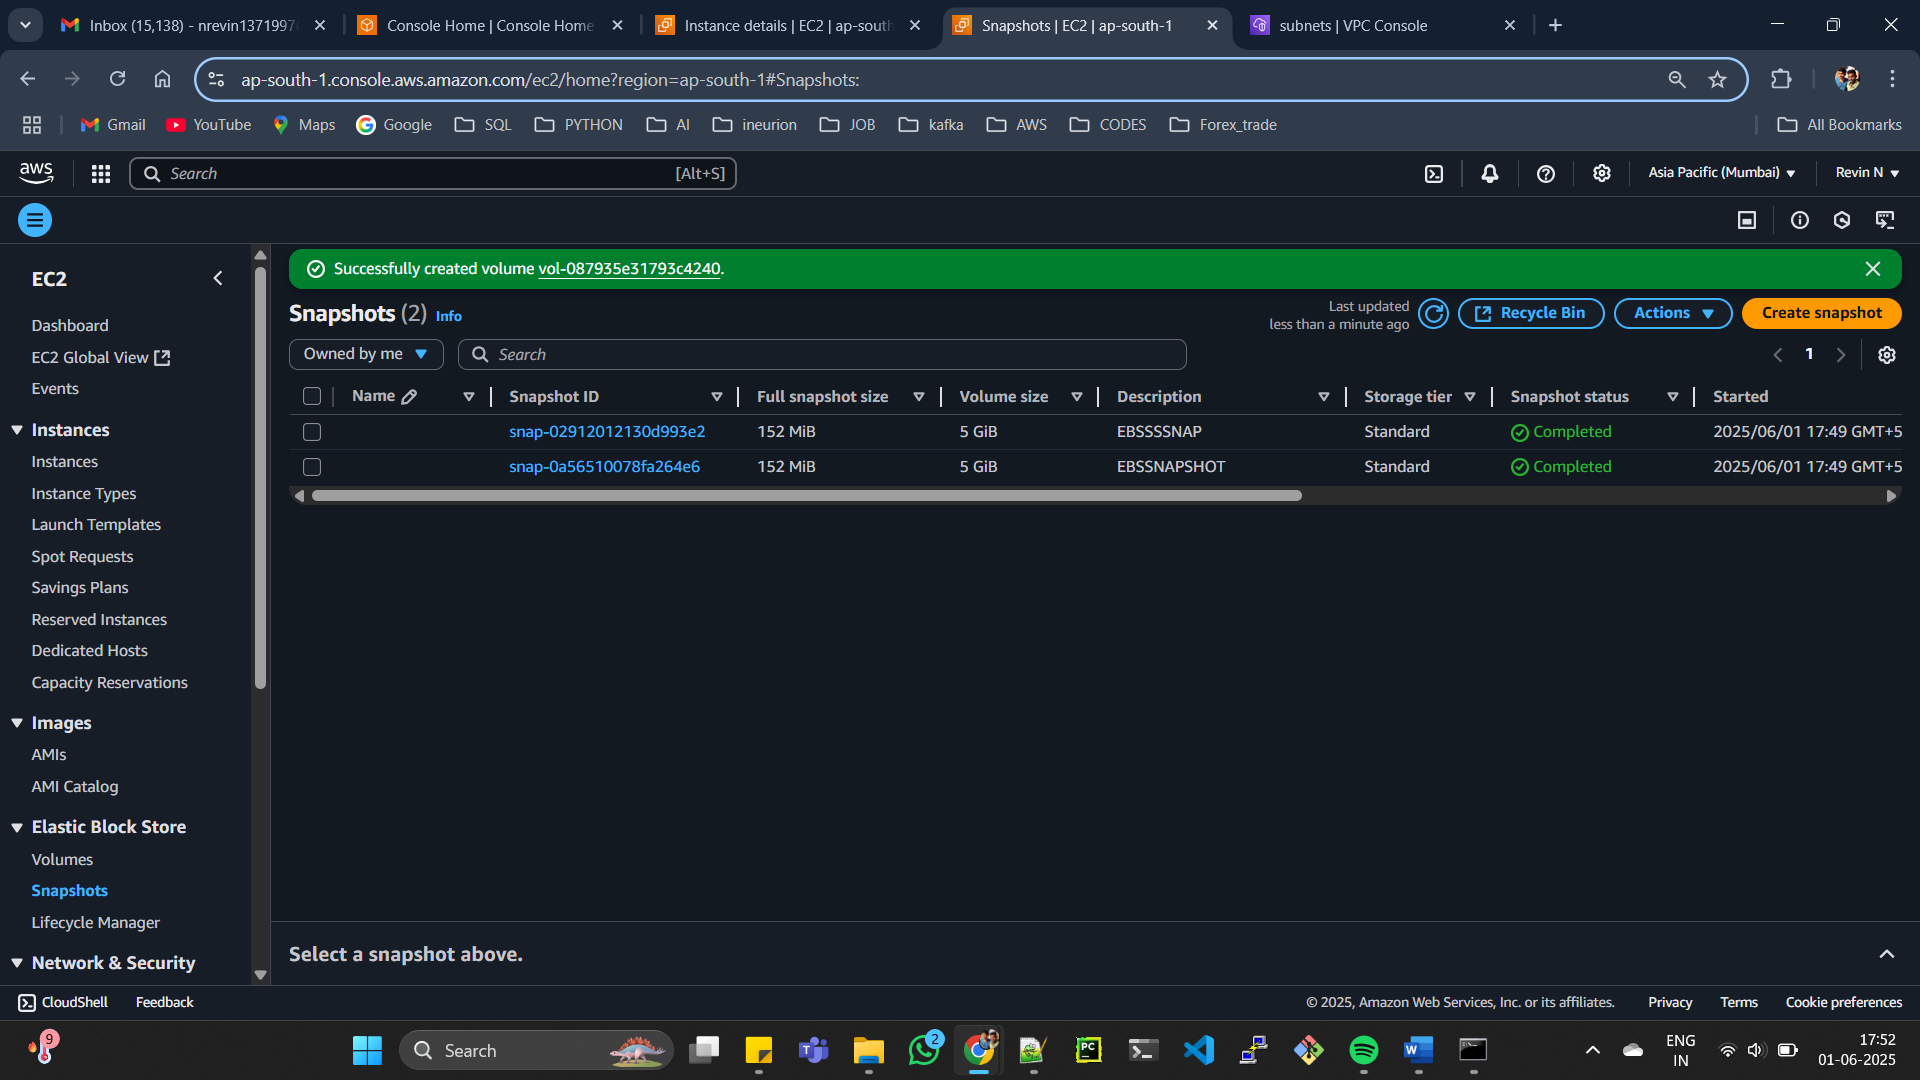 Inbox (15,138) - nrevin1371997
Console Home | Console Home
Instance details | EC2 | ap-south
Snapshots | EC2 | ap-south-1
subnets | VPC Console
ap-south-1.console.aws.amazon.com/ec2/home?region=ap-south-1#Snapshots:
Gmail
YouTube
Maps
Google
SQL
PYTHON
AI
ineurion
JOB
kafka
AWS
CODES
Forex_trade
All Bookmarks
aws
Search
[Alt+S]
Asia Pacific (Mumbai)
Revin N
EC2
Dashboard
EC2 Global View
Events
Instances
Instances
Instance Types
Launch Templates
Spot Requests
Savings Plans
Reserved Instances
Dedicated Hosts
Capacity Reservations
Images
AMIs
AMI Catalog
Elastic Block Store
Volumes
Snapshots
Lifecycle Manager
Network & Security
Successfully created volume vol-087935e31793c4240.
Snapshots (2) Info
Last updated
less than a minute ago
Recycle Bin
Actions
Create snapshot
Owned by me
Search
1
Name Snapshot ID Full snapshot size Volume size Description Storage tier Snapshot status Started
snap-02912012130d993e2 152 MiB 5 GiB EBSSSSNAP Standard Completed 2025/06/01 17:49 GMT+5
snap-0a56510078fa264e6 152 MiB 5 GiB EBSSNAPSHOT Standard Completed 2025/06/01 17:49 GMT+5
Select a snapshot above.
CloudShell
Feedback
© 2025, Amazon Web Services, Inc. or its affiliates.
Privacy
Terms
Cookie preferences
9
Search
2
ENG
IN
17:52
01-06-2025